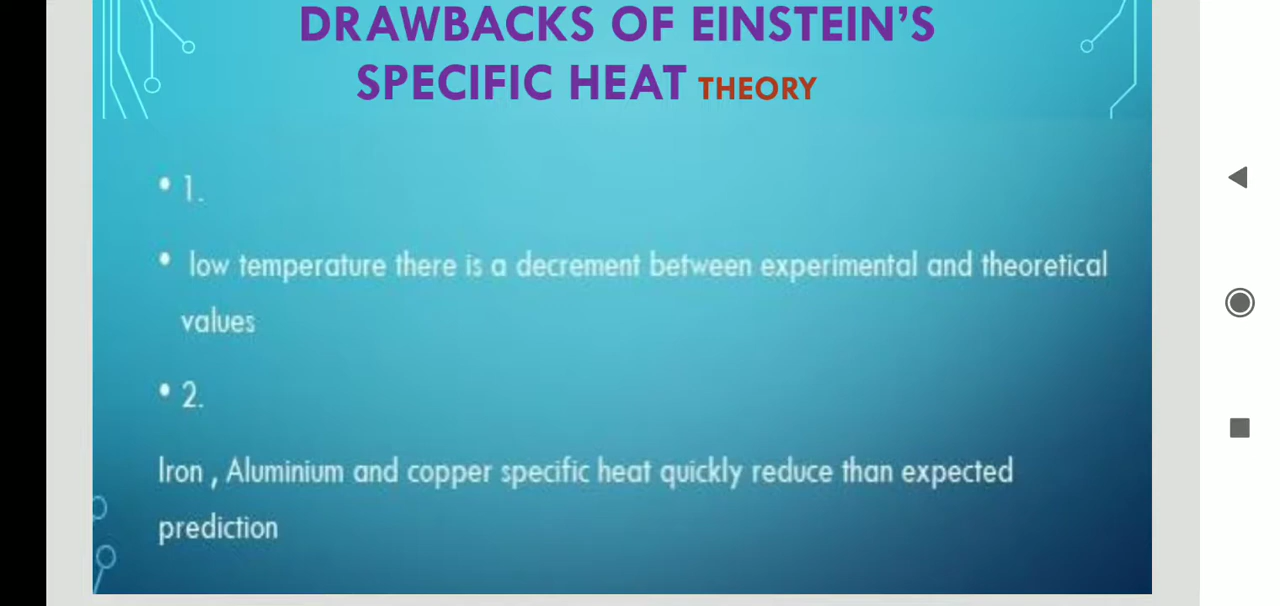 DRAWBACKS OF EINSTEIN'S
SPECIFIC HEAT THEORY
• 1.
• low temperature there is a decrement between experimental and theoretical
values
• 2.
Iron , Aluminium and copper specific heat quickly reduce than expected
prediction